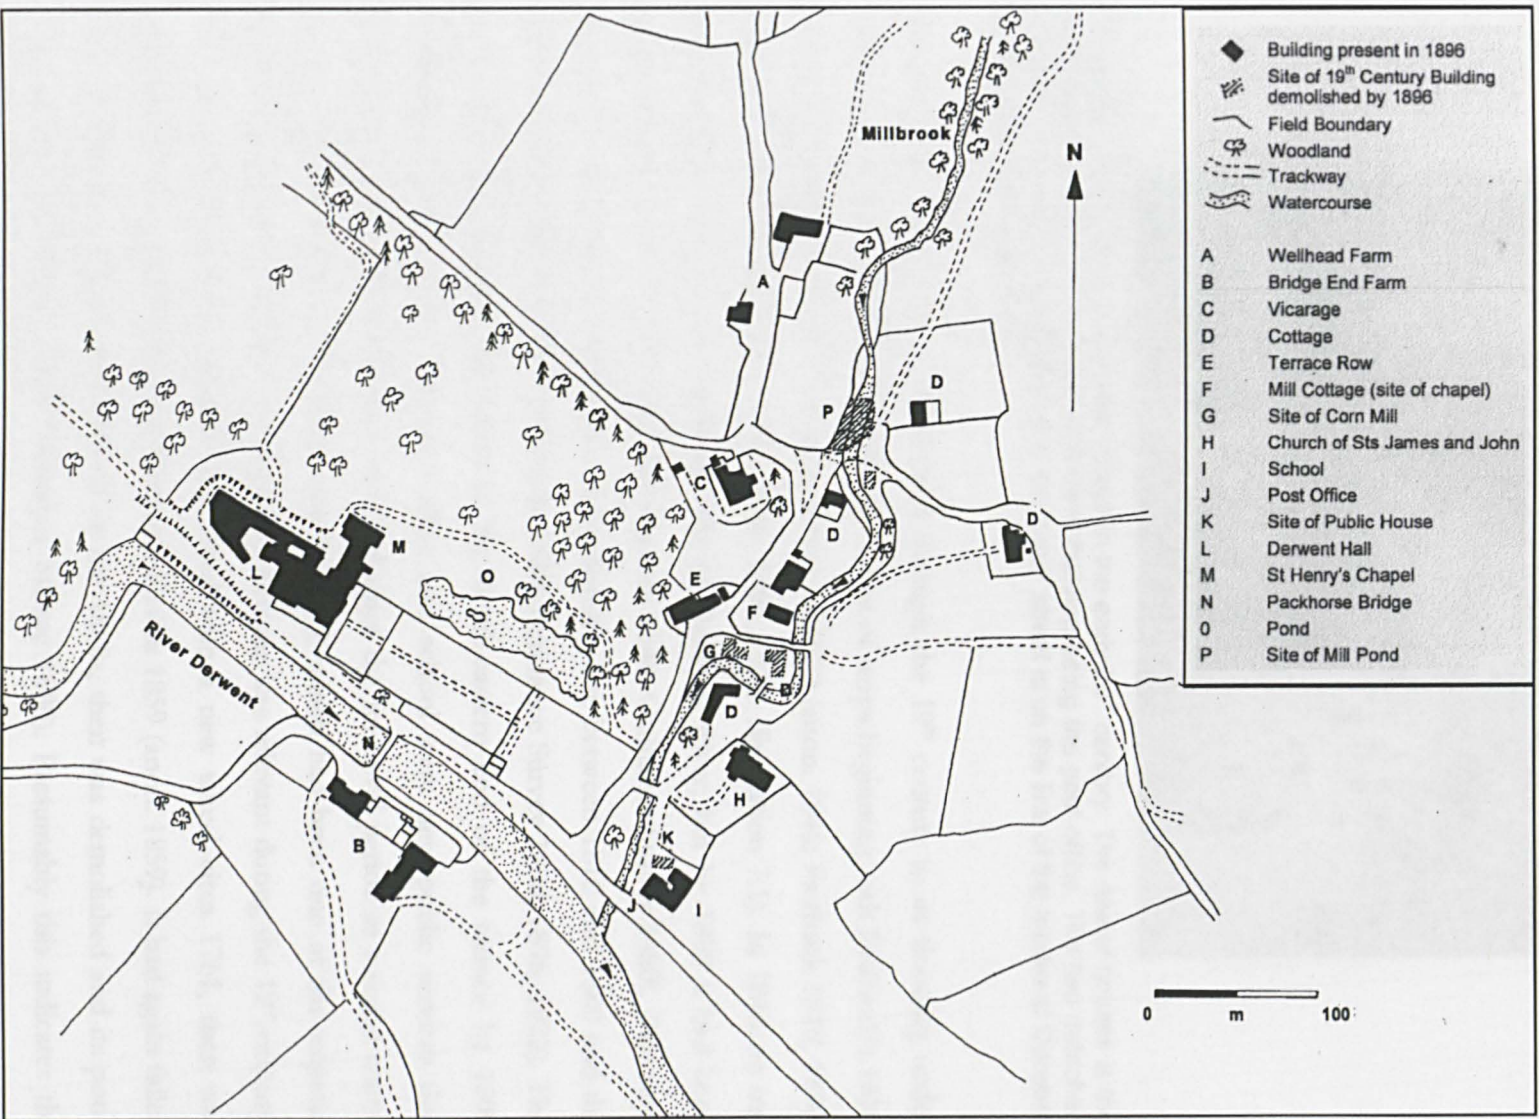 Millbrook
N
A
P
D
C
D
D
M
L
O
E
F
G
D
River Derwent
N
H
K
B
J
I
0 m 100
Building present in 1896
Site of 19th Century Building
demolished by 1896
Field Boundary
Woodland
Trackway
Watercourse
A Wellhead Farm
B Bridge End Farm
C Vicarage
D Cottage
E Terrace Row
F Mill Cottage (site of chapel)
G Site of Corn Mill
H Church of Sts James and John
I School
J Post Office
K Site of Public House
L Derwent Hall
M St Henry's Chapel
N Packhorse Bridge
0 Pond
P Site of Mill Pond